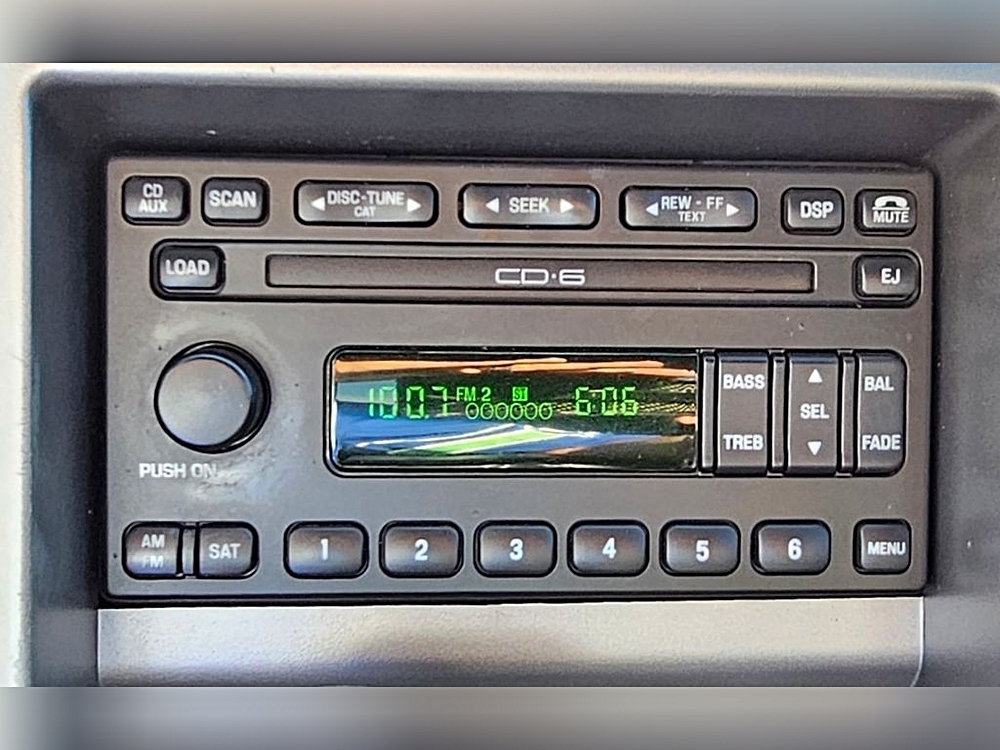 CD AUX
SCAN
DISC-TUNE CAT
SEEK
REW - FF TEXT
DSP
MUTE
LOAD
CD·6
EJ
100.7 FM 2 ST 6:06
BASS
TREB
SEL
BAL
FADE
PUSH ON
AM FM
SAT
1
2
3
4
5
6
MENU